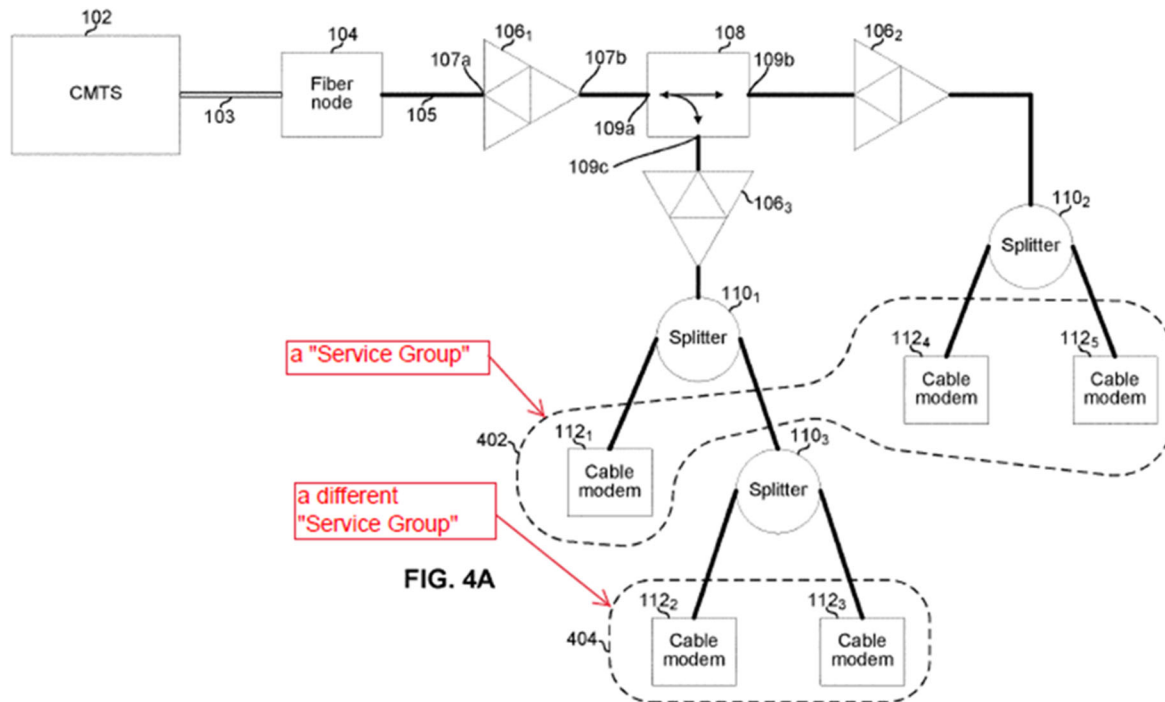 102
CMTS
103
104
Fiber
node
105
107a
106₁
107b
108
109a
109b
109c
106₂
106₃
110₂
Splitter
110₁
Splitter
a "Service Group"
112₄
Cable
modem
112₅
Cable
modem
402
112₁
Cable
modem
110₃
Splitter
a different
"Service Group"
FIG. 4A
112₂
Cable
modem
112₃
Cable
modem
404